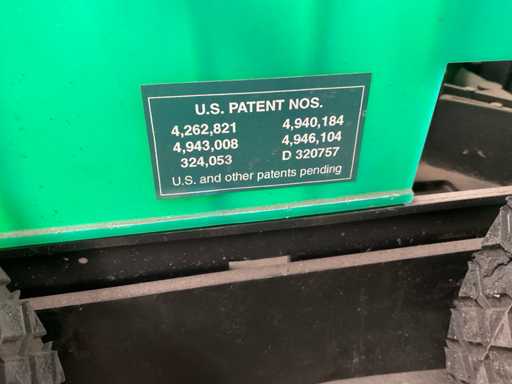 U.S. PATENT NOS.
4,262,821 4,940,184
4,943,008 4,946,104
324,053 D 320757
U.S. and other patents pending